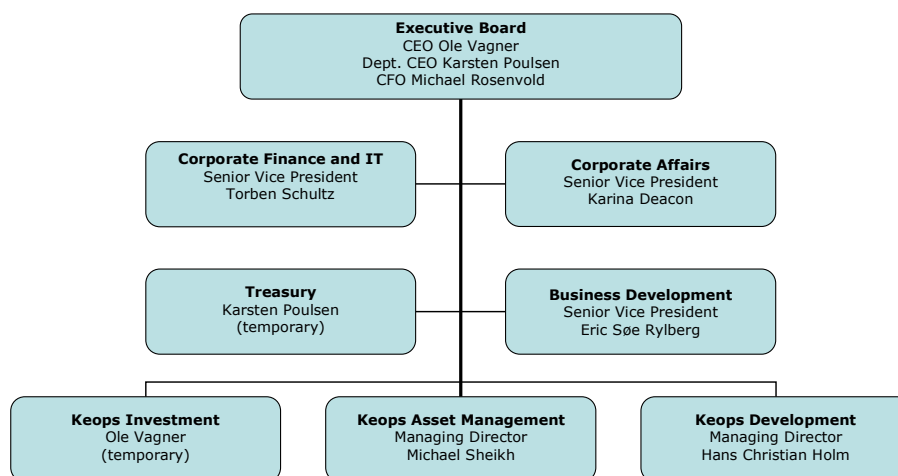 Executive Board
CEO Ole Vagner
Dept. CEO Karsten Poulsen
CFO Michael Rosenvold
Corporate Finance and IT
Senior Vice President
Torben Schultz
Corporate Affairs
Senior Vice President
Karina Deacon
Treasury
Karsten Poulsen
(temporary)
Business Development
Senior Vice President
Eric Søe Rylberg
Keops Investment
Ole Vagner
(temporary)
Keops Asset Management
Managing Director
Michael Sheikh
Keops Development
Managing Director
Hans Christian Holm